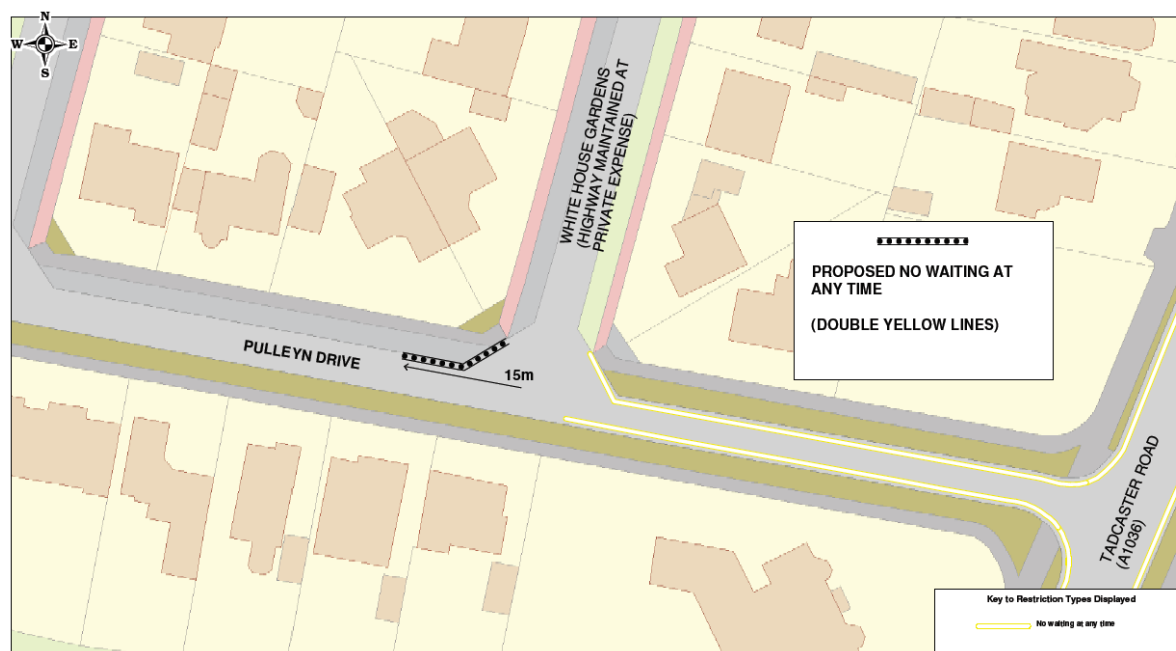 N
W E
S
WHITE HOUSE GARDENS
(HIGHWAY MAINTAINED AT
PRIVATE EXPENSE)
PROPOSED NO WAITING AT
ANY TIME
(DOUBLE YELLOW LINES)
PULLEYN DRIVE
15m
TADCASTER ROAD
(A1036)
Key to Restriction Types Displayed
No waiting at any time